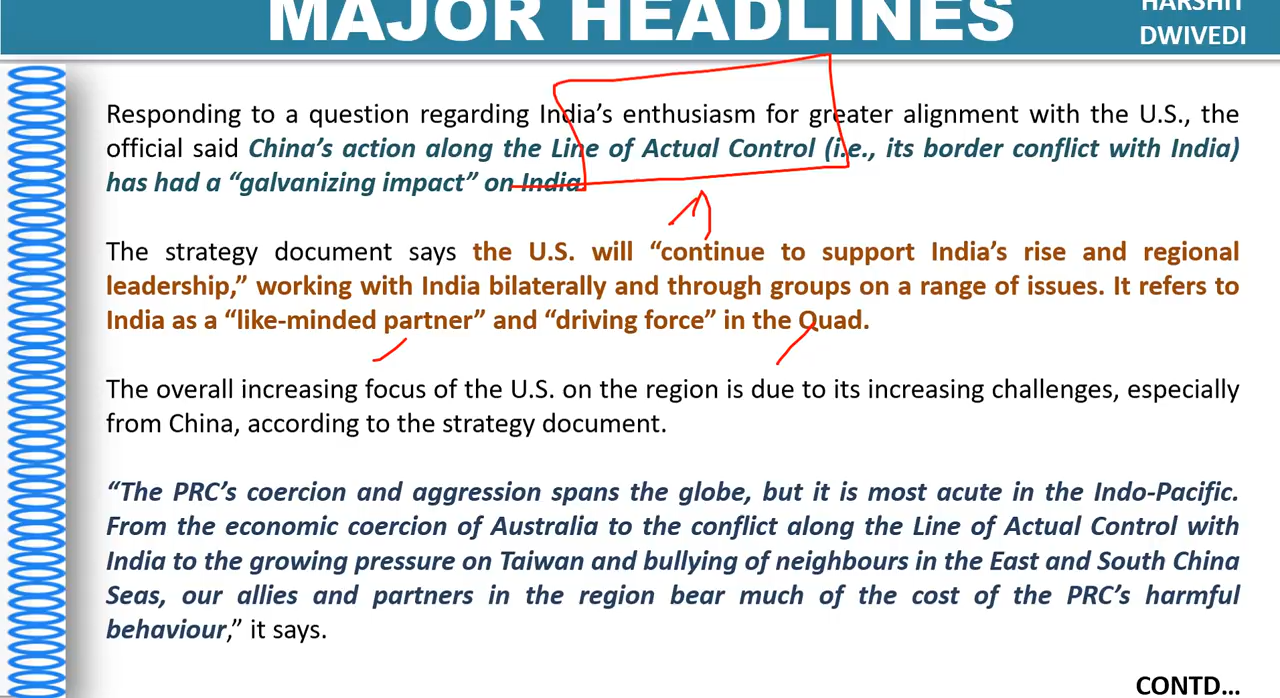 MAJOR HEADLINES
HARSHIT
DWIVEDI
Responding to a question regarding India’s enthusiasm for greater alignment with the U.S., the
official said China’s action along the Line of Actual Control (i.e., its border conflict with India)
has had a “galvanizing impact” on India.
The strategy document says the U.S. will “continue to support India’s rise and regional
leadership,” working with India bilaterally and through groups on a range of issues. It refers to
India as a “like-minded partner” and “driving force” in the Quad.
The overall increasing focus of the U.S. on the region is due to its increasing challenges, especially
from China, according to the strategy document.
“The PRC’s coercion and aggression spans the globe, but it is most acute in the Indo-Pacific.
From the economic coercion of Australia to the conflict along the Line of Actual Control with
India to the growing pressure on Taiwan and bullying of neighbours in the East and South China
Seas, our allies and partners in the region bear much of the cost of the PRC’s harmful
behaviour,” it says.
CONTD...